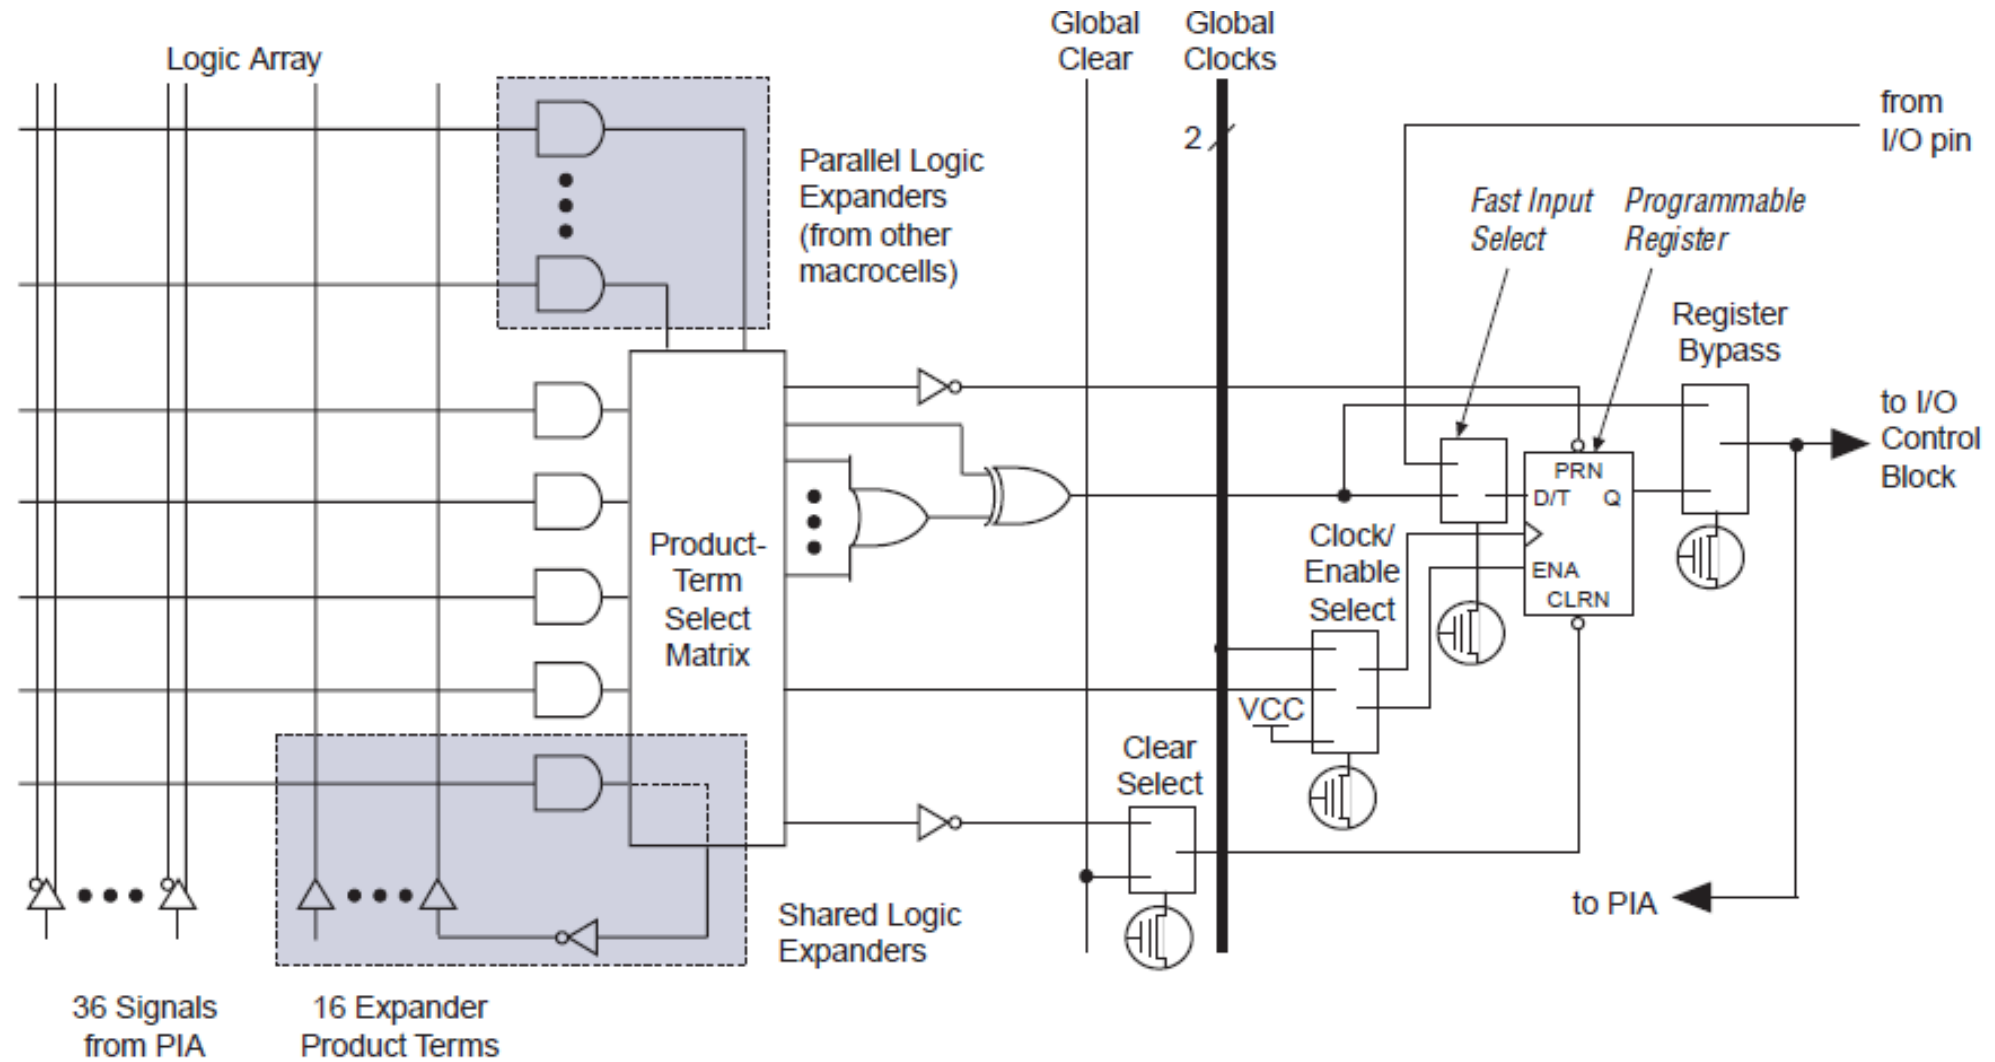 Global
Clear
Global
Clocks
Logic Array
from
I/O pin
2
Parallel Logic
Expanders
(from other
macrocells)
Fast Input
Select
Programmable
Register
Register
Bypass
to I/O
Control
Block
PRN
D/T Q
ENA
CLRN
Clock/
Enable
Select
Product-
Term
Select
Matrix
VCC
Clear
Select
to PIA
Shared Logic
Expanders
36 Signals
from PIA
16 Expander
Product Terms